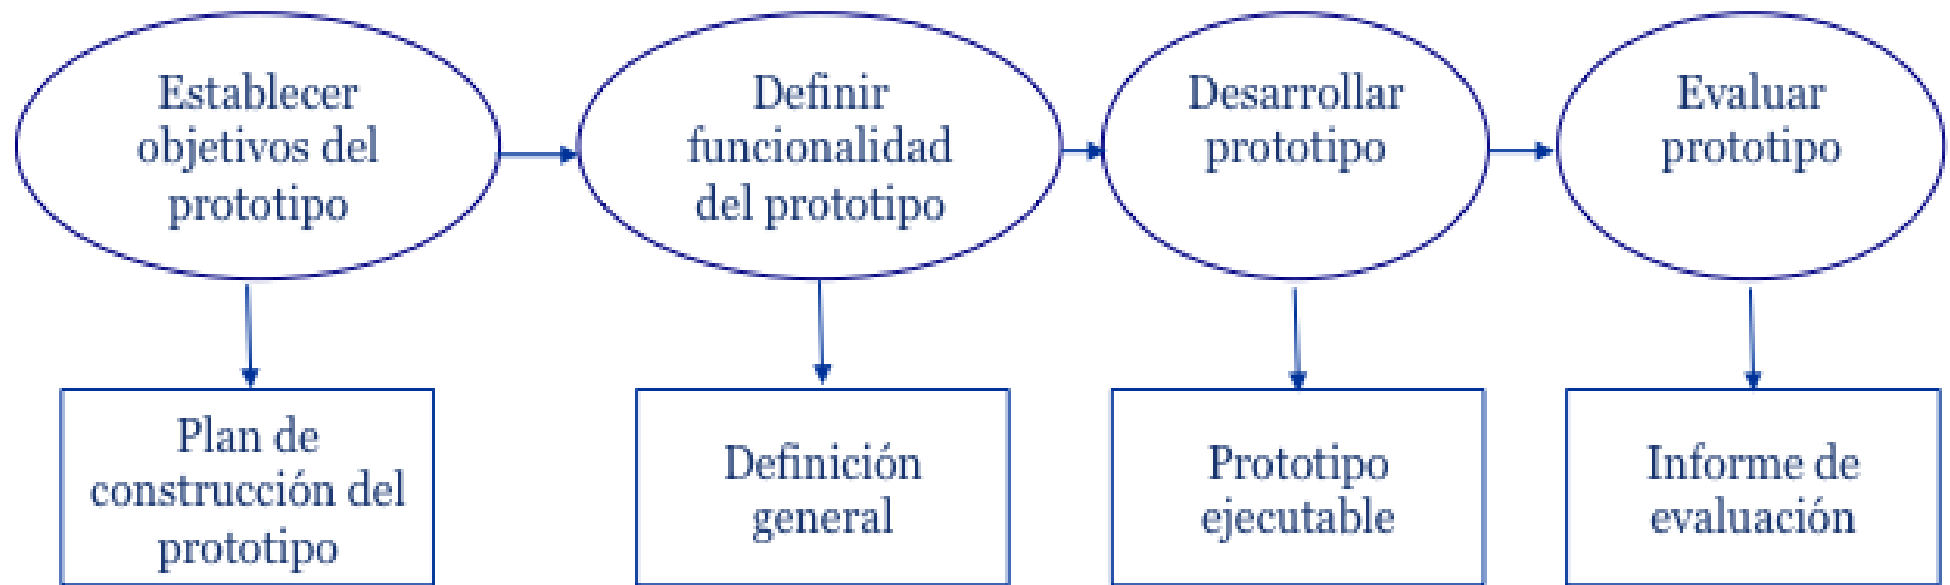 Establecer
objetivos del
prototipo
Definir
funcionalidad
del prototipo
Desarrollar
prototipo
Evaluar
prototipo
Plan de
construcción del
prototipo
Definición
general
Prototipo
ejecutable
Informe de
evaluación